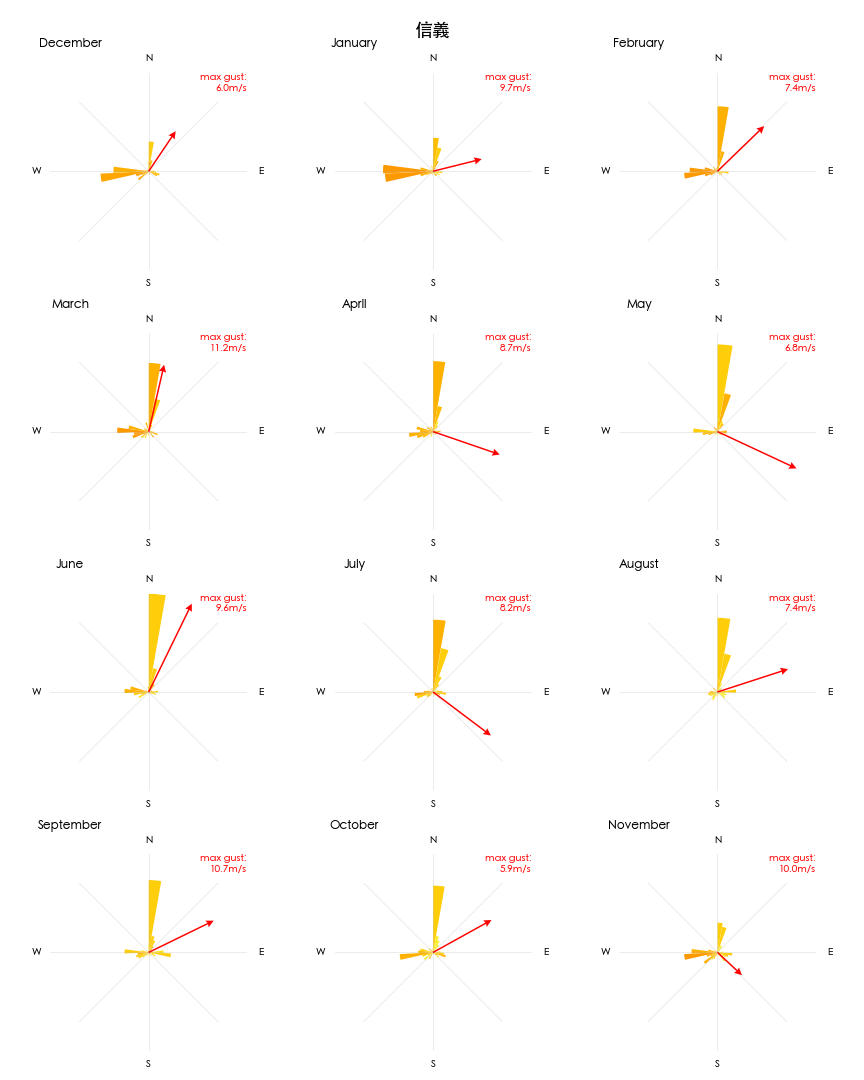 信義
December
N
max gust:
6.0m/s
W
E
S
January
N
max gust:
9.7m/s
W
E
S
February
N
max gust:
7.4m/s
W
E
S
March
N
max gust:
11.2m/s
W
E
S
April
N
max gust:
8.7m/s
W
E
S
May
N
max gust:
6.8m/s
W
E
S
June
N
max gust:
9.6m/s
W
E
S
July
N
max gust:
8.2m/s
W
E
S
August
N
max gust:
7.4m/s
W
E
S
September
N
max gust:
10.7m/s
W
E
S
October
N
max gust:
5.9m/s
W
E
S
November
N
max gust:
10.0m/s
W
E
S